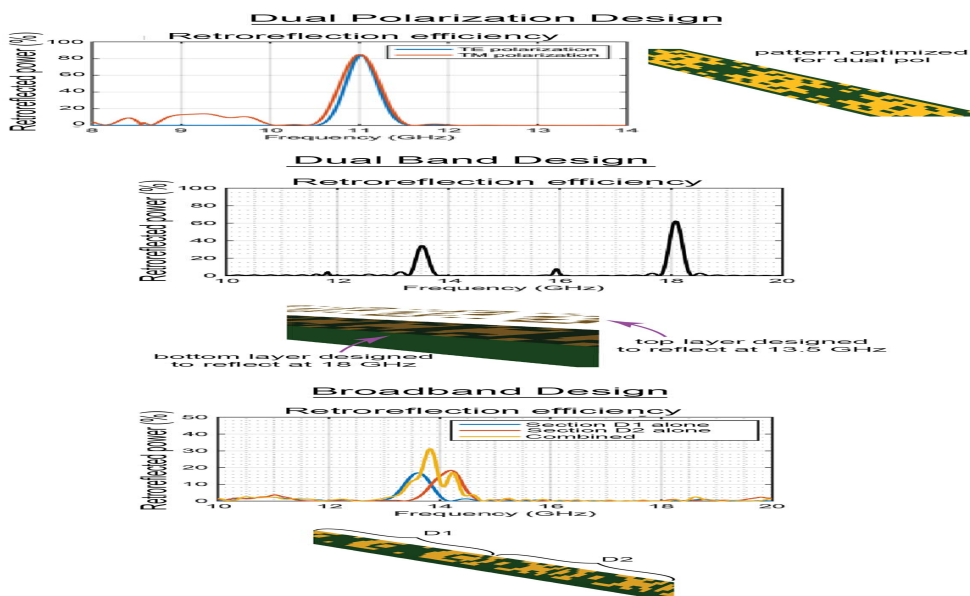 Dual Polarization Design
Retroreflection efficiency
Retroreflected power (%)
100
80
60
40
20
0
TE polarization
TM polarization
8
9
10
11
12
13
14
Frequency (GHz)
pattern optimized
for dual pol
Dual Band Design
Retroreflection efficiency
Retroreflected power (%)
100
80
60
40
20
0
10
12
14
16
18
20
Frequency (GHz)
bottom layer designed
to reflect at 18 GHz
top layer designed
to reflect at 13.5 GHz
Broadband Design
Retroreflection efficiency
Retroreflected power (%)
50
40
30
20
10
0
Section D1 alone
Section D2 alone
Combined
10
12
14
16
18
20
Frequency (GHz)
D1
D2